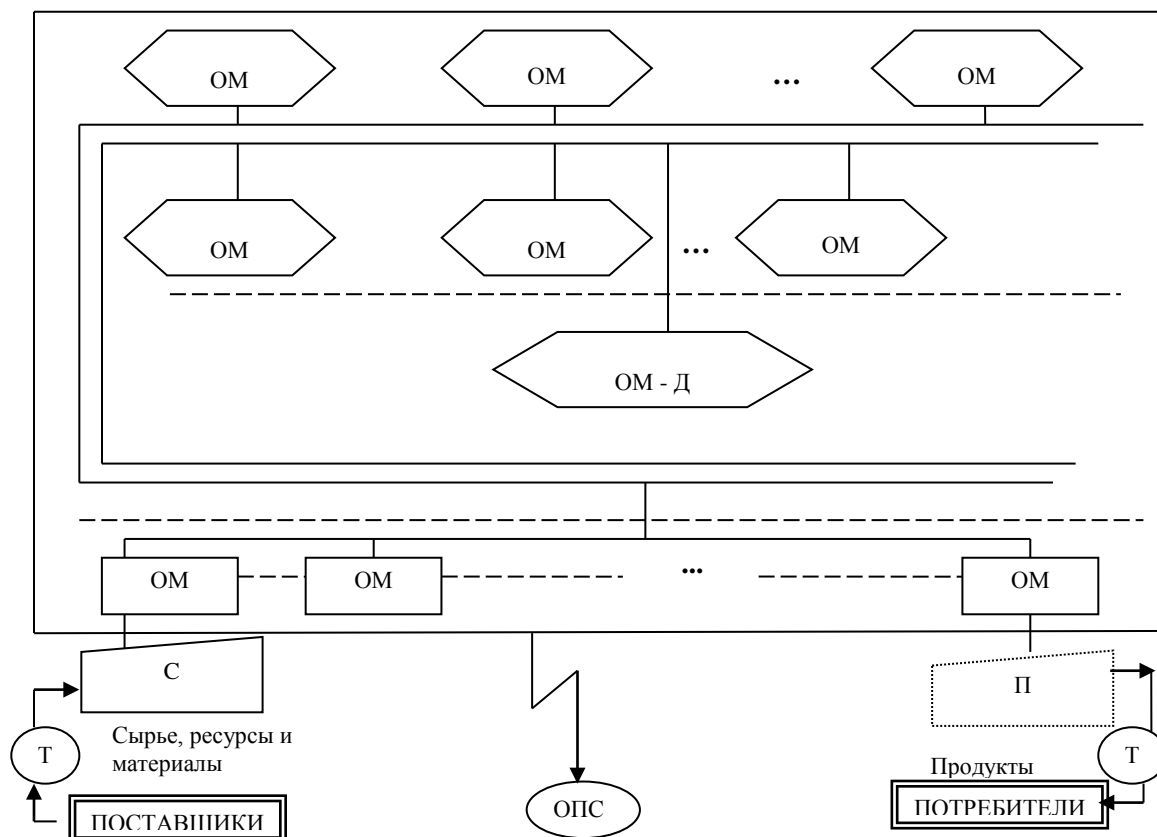 ОМ ОМ ... ОМ
ОМ ОМ ... ОМ
ОМ - Д
ОМ ОМ ... ОМ
С П
Сырье, ресурсы и
материалы
Т Т
Продукты
ПОСТАВЩИКИ ОПС ПОТРЕБИТЕЛИ